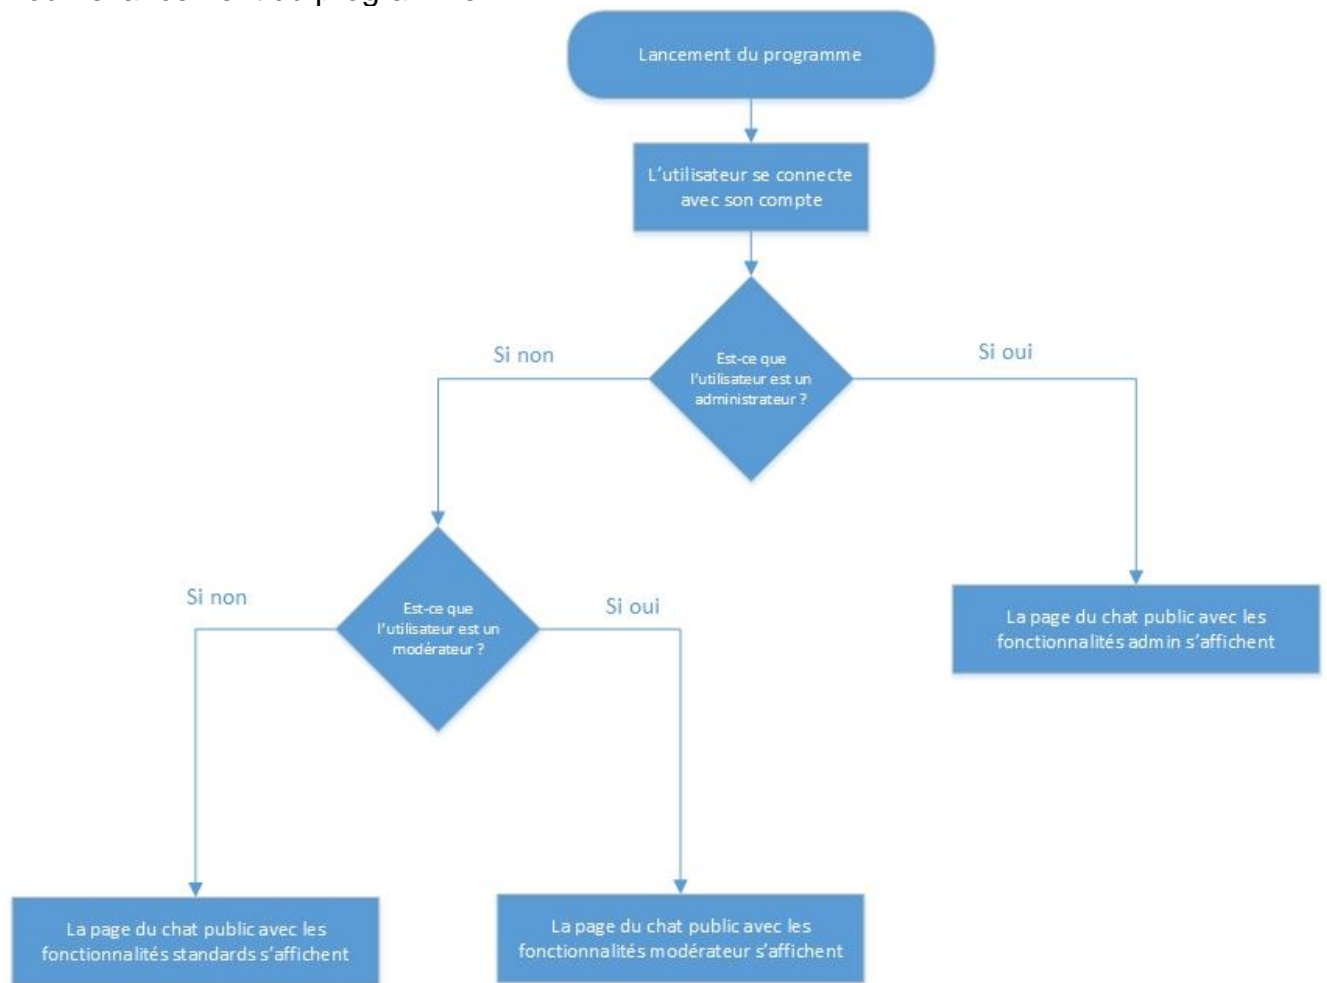 Lancement du programme
L'utilisateur se connecte
avec son compte
Est-ce que
l'utilisateur est un
administrateur ?
Si non
Si oui
Est-ce que
l'utilisateur est un
modérateur ?
Si non
Si oui
La page du chat public avec les
fonctionnalités admin s'affichent
La page du chat public avec les
fonctionnalités standards s'affichent
La page du chat public avec les
fonctionnalités modérateur s'affichent